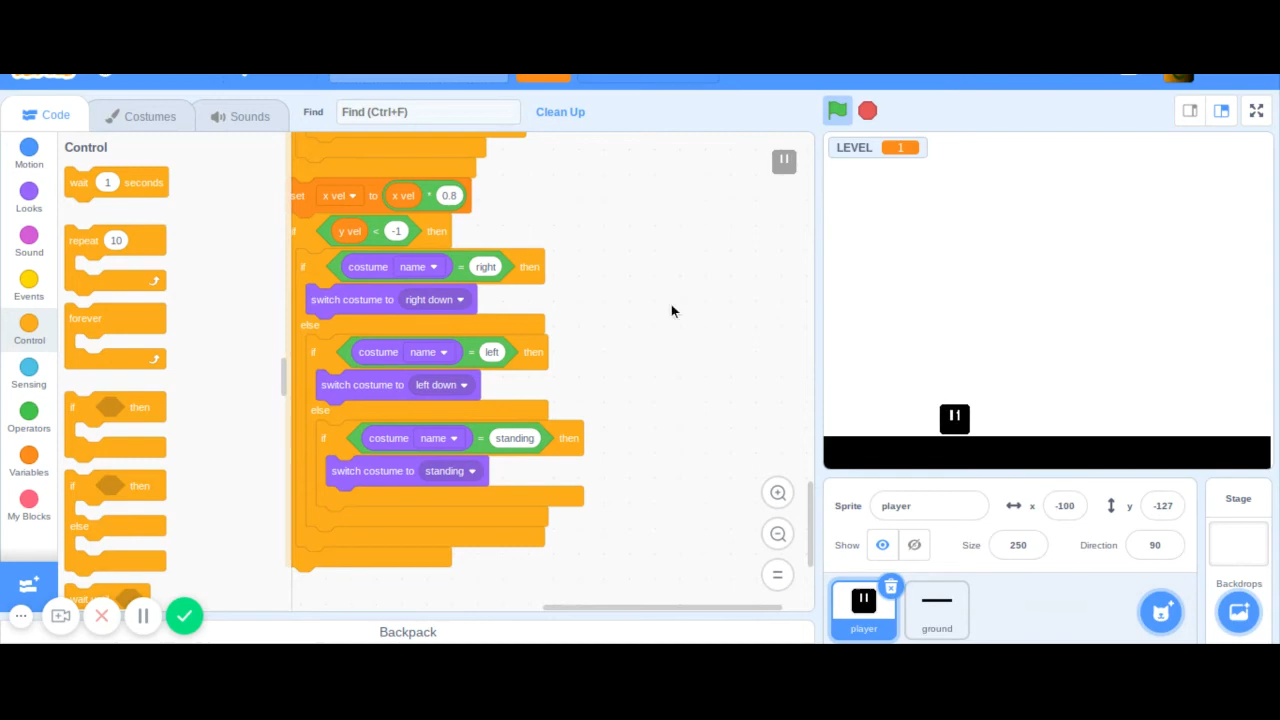 Code
Costumes
Sounds
Find
Find (Ctrl+F)
Clean Up
Motion
Looks
Sound
Events
Control
Sensing
Operators
Variables
My Blocks
Control
wait 1 seconds
repeat 10
forever
if then
if then
else
wait until
set x vel to x vel * 0.8
if y vel < -1 then
if costume name = right then
switch costume to right down
else
if costume name = left then
switch costume to left down
else
if costume name = standing then
switch costume to standing
Backpack
LEVEL 1
Sprite player x -100 y -127
Show Size 250 Direction 90
player
ground
Stage
Backdrops